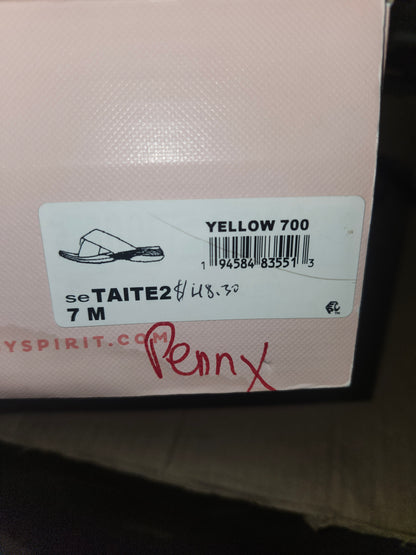 YELLOW 700
1 94584 83551 3
seTAITE2 $48.30
7 M
YSPIRIT.COM
Penny